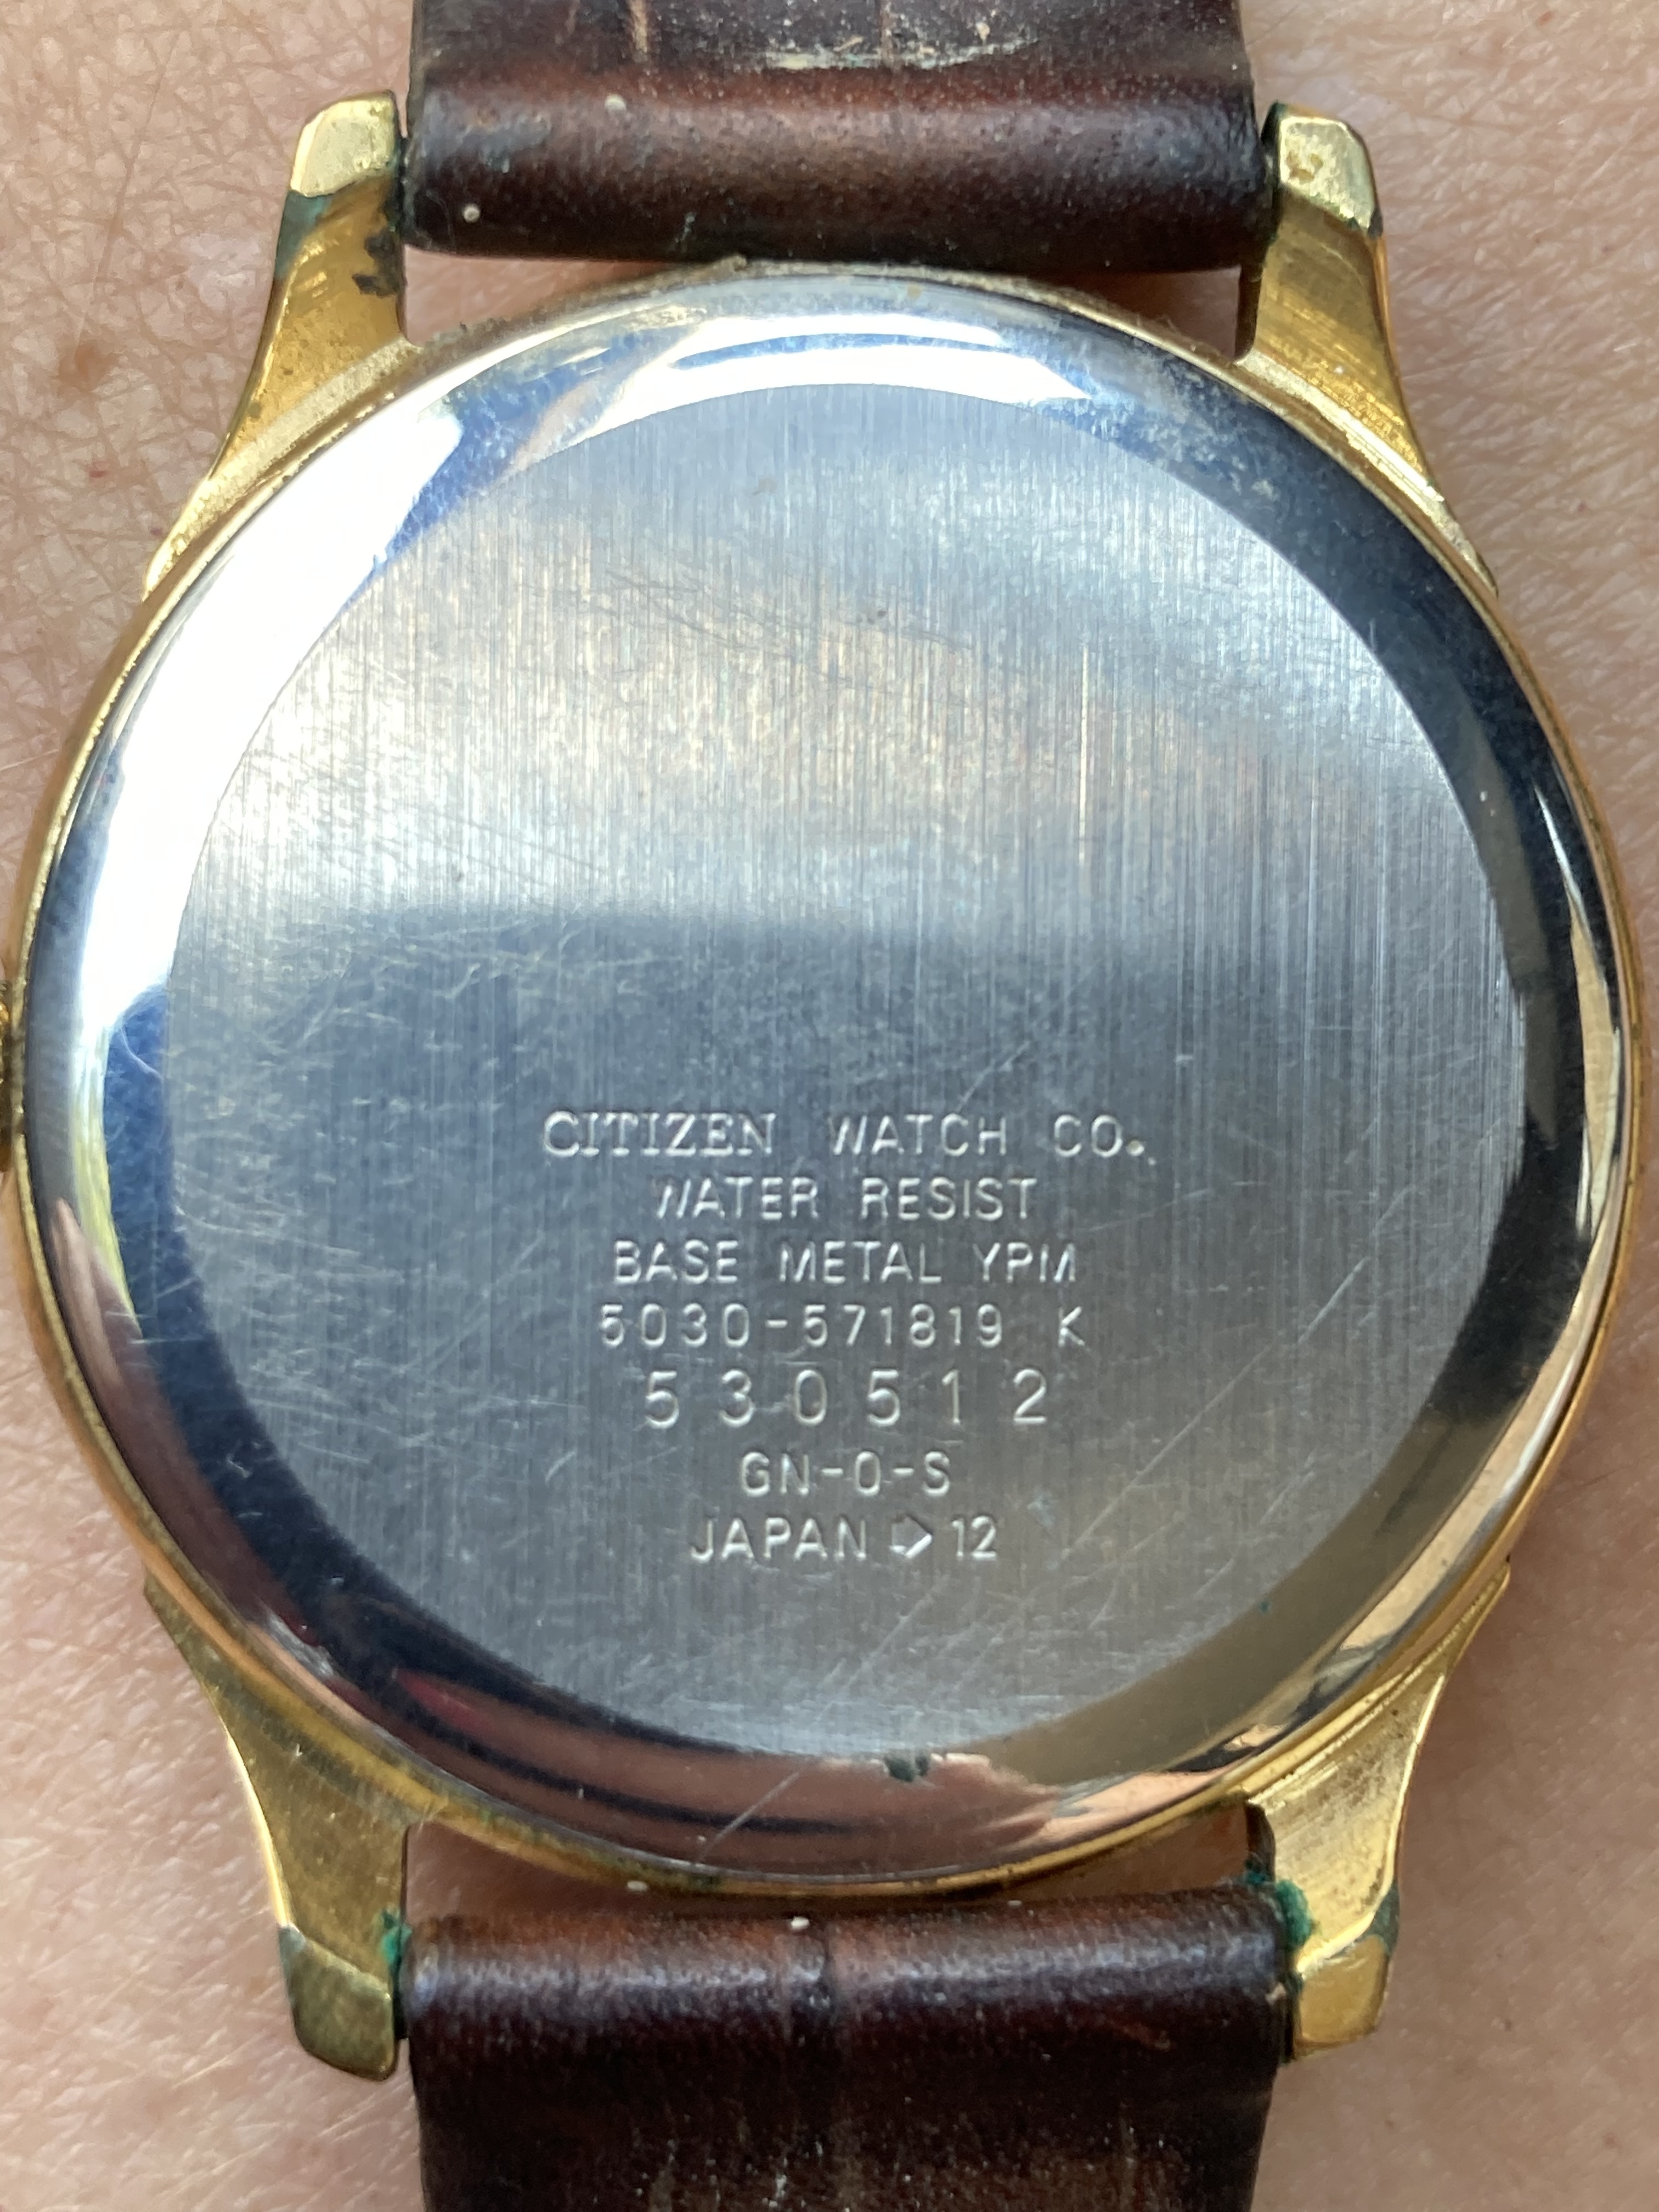 CITIZEN WATCH CO.
WATER RESIST
BASE METAL YPM
5030-571819 K
530512
GN-0-S
JAPAN ➩ 12